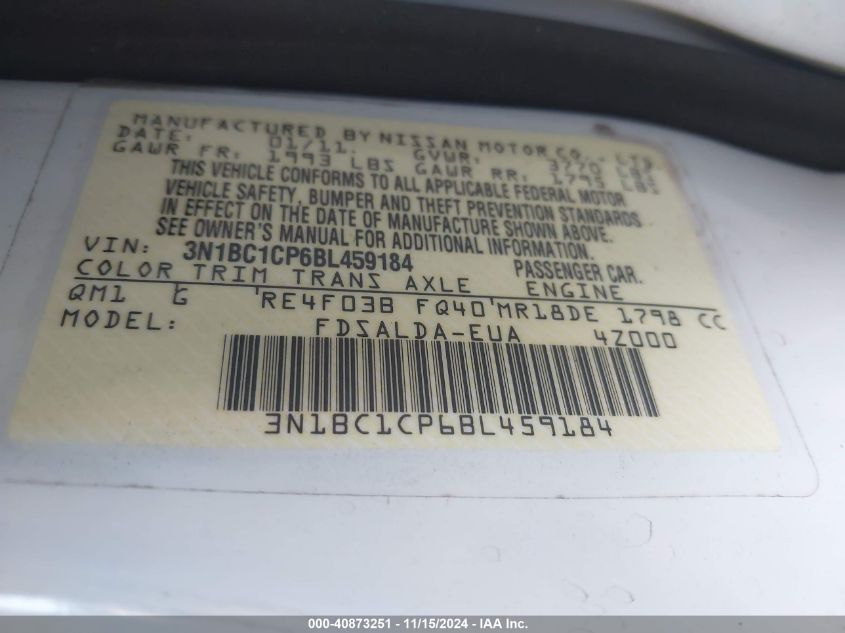 MANUFACTURED BY NISSAN MOTOR CO., LTD.
DATE: 01/11. GVWR: 3770 LBS
GAWR FR: 1993 LBS GAWR RR: 1795 LBS
THIS VEHICLE CONFORMS TO ALL APPLICABLE FEDERAL MOTOR
VEHICLE SAFETY, BUMPER AND THEFT PREVENTION STANDARDS
IN EFFECT ON THE DATE OF MANUFACTURE SHOWN ABOVE.
SEE OWNER'S MANUAL FOR ADDITIONAL INFORMATION.
VIN: 3N1BC1CP6BL459184 PASSENGER CAR.
COLOR TRIM TRANS AXLE ENGINE
QM1 G RE4F03B FQ40 MR18DE 1798 CC
MODEL: FDSALDA-EUA 4Z000
3N1BC1CP6BL459184
000-40873251 - 11/15/2024 - IAA Inc.